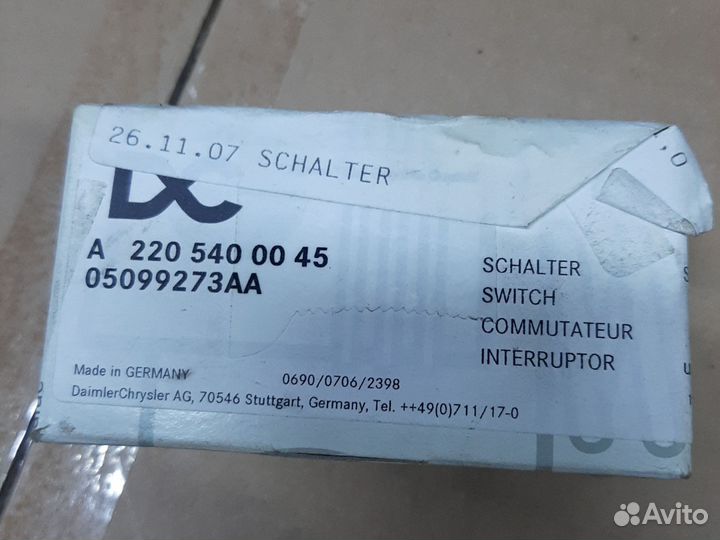 26.11.07 SCHALTER
,0
DC
A 220 540 00 45
05099273AA
SCHALTER
SWITCH
COMMUTATEUR
INTERRUPTOR
Made in GERMANY
0690/0706/2398
DaimlerChrysler AG, 70546 Stuttgart, Germany, Tel. ++49(0)711/17-0
Avito